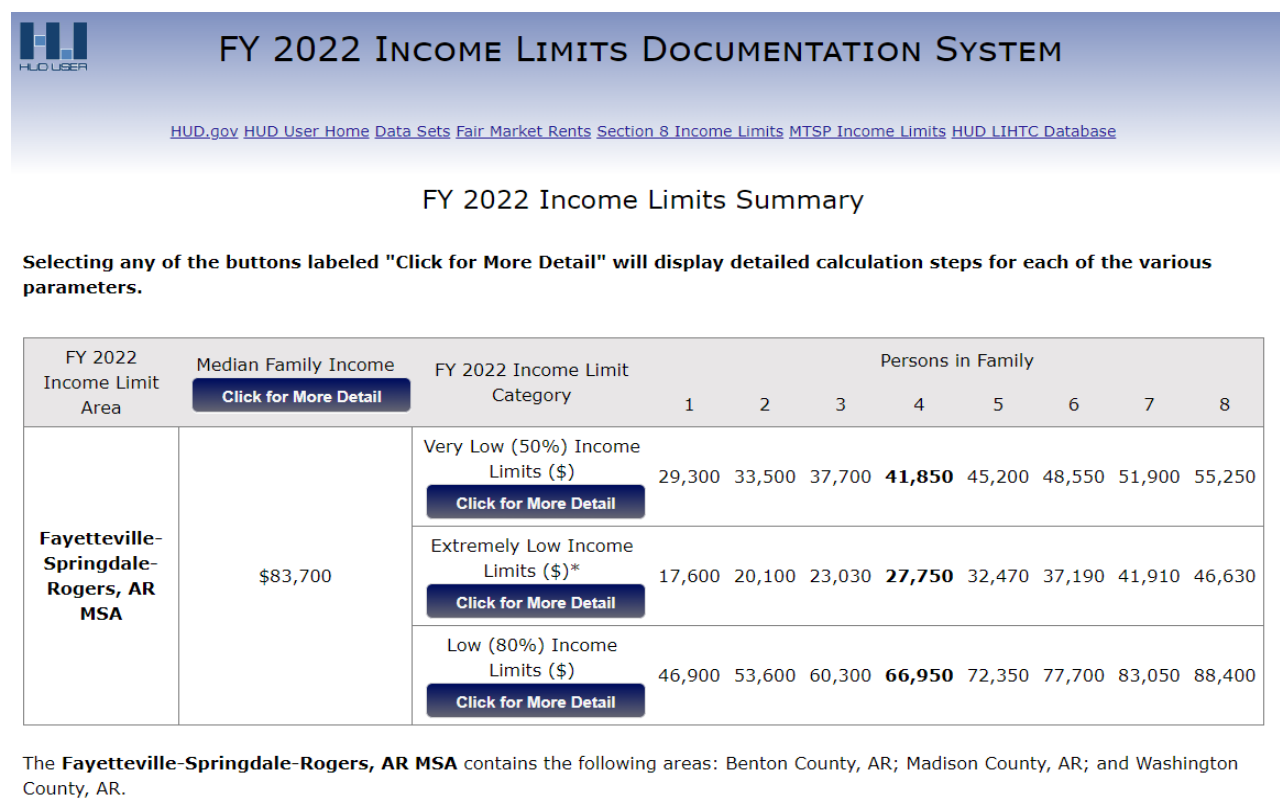 HUD USER
FY 2022 Income Limits Documentation System
HUD.gov HUD User Home Data Sets Fair Market Rents Section 8 Income Limits MTSP Income Limits HUD LIHTC Database
FY 2022 Income Limits Summary
Selecting any of the buttons labeled "Click for More Detail" will display detailed calculation steps for each of the various
parameters.
FY 2022
Income Limit
Area
Median Family Income
Click for More Detail
FY 2022 Income Limit
Category
Persons in Family
1 2 3 4 5 6 7 8
Fayetteville-
Springdale-
Rogers, AR
MSA
$83,700
Very Low (50%) Income
Limits ($)
Click for More Detail
29,300 33,500 37,700 41,850 45,200 48,550 51,900 55,250
Extremely Low Income
Limits ($)*
Click for More Detail
17,600 20,100 23,030 27,750 32,470 37,190 41,910 46,630
Low (80%) Income
Limits ($)
Click for More Detail
46,900 53,600 60,300 66,950 72,350 77,700 83,050 88,400
The Fayetteville-Springdale-Rogers, AR MSA contains the following areas: Benton County, AR; Madison County, AR; and Washington
County, AR.